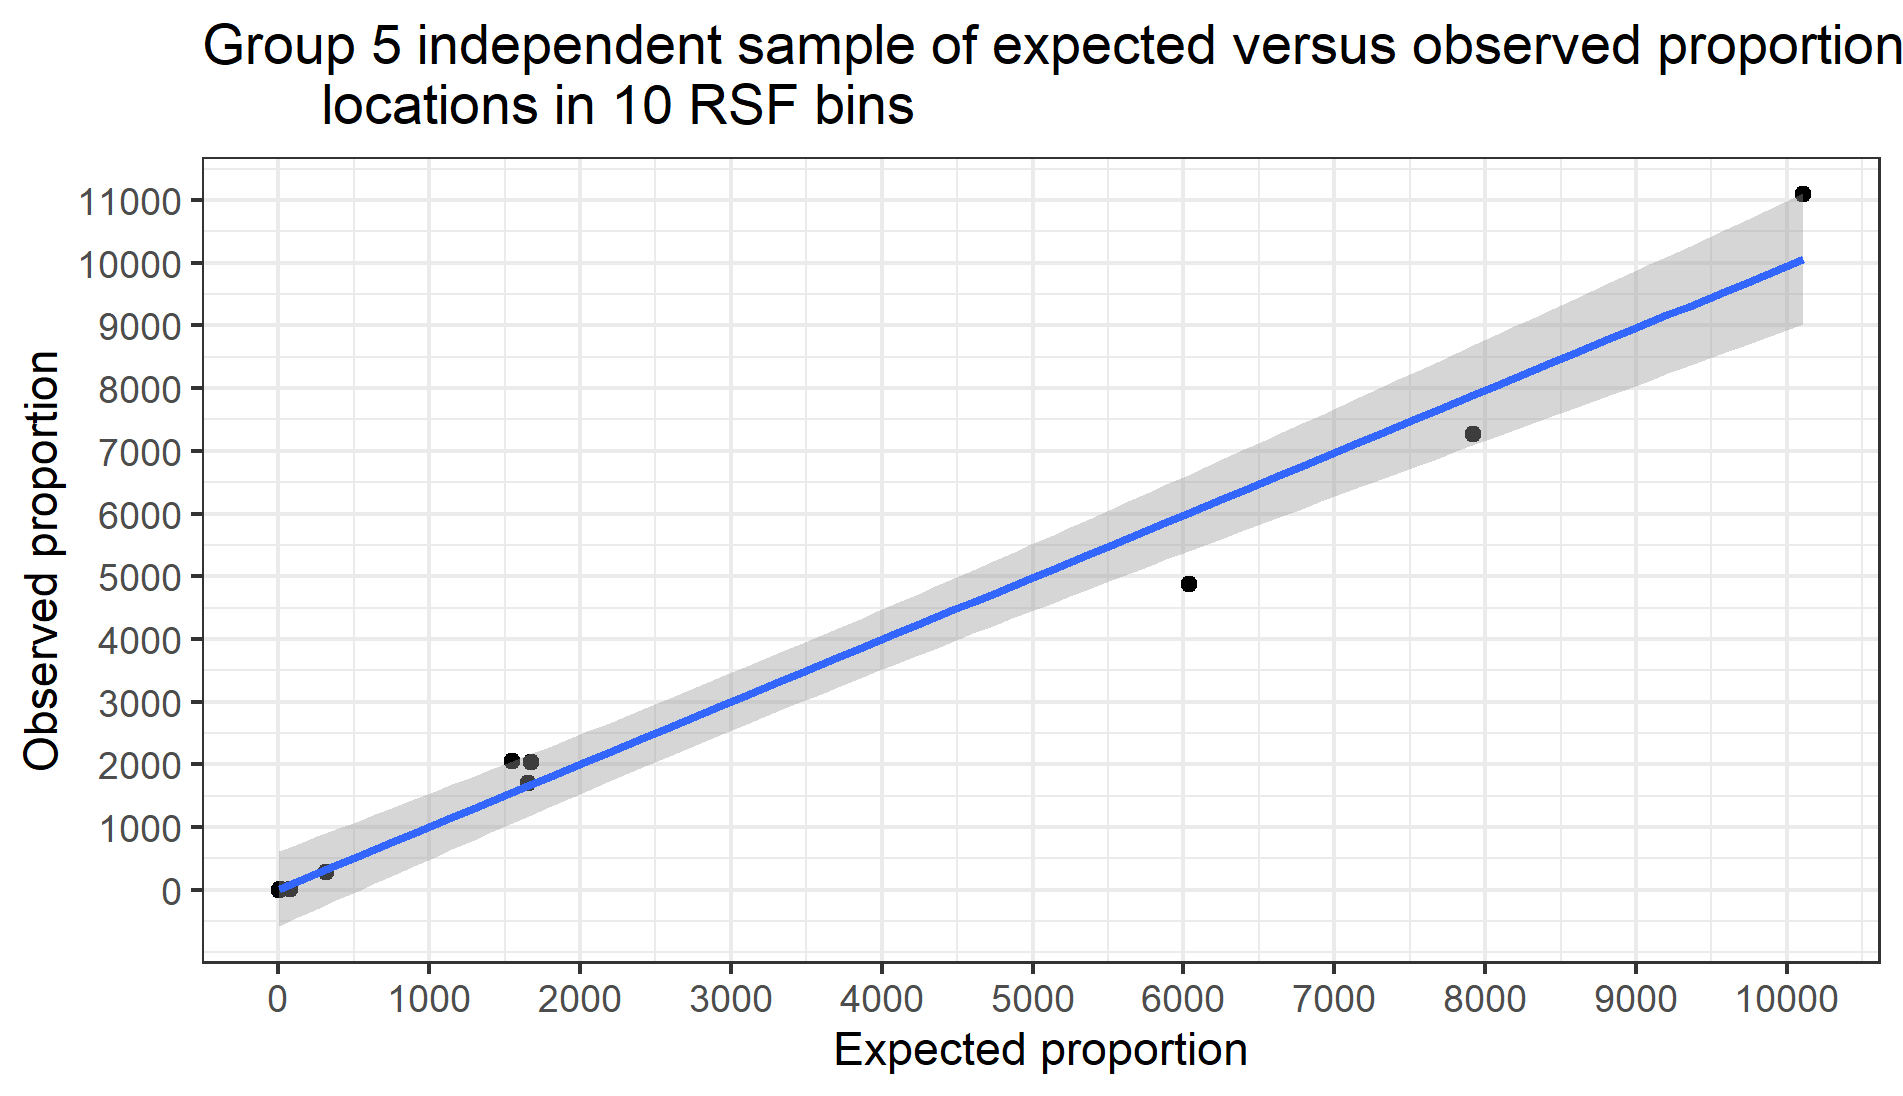 Group 5 independent sample of expected versus observed proportion
locations in 10 RSF bins
11000
10000
9000
8000
7000
6000
5000
4000
3000
2000
1000
0
Observed proportion
0 1000 2000 3000 4000 5000 6000 7000 8000 9000 10000
Expected proportion